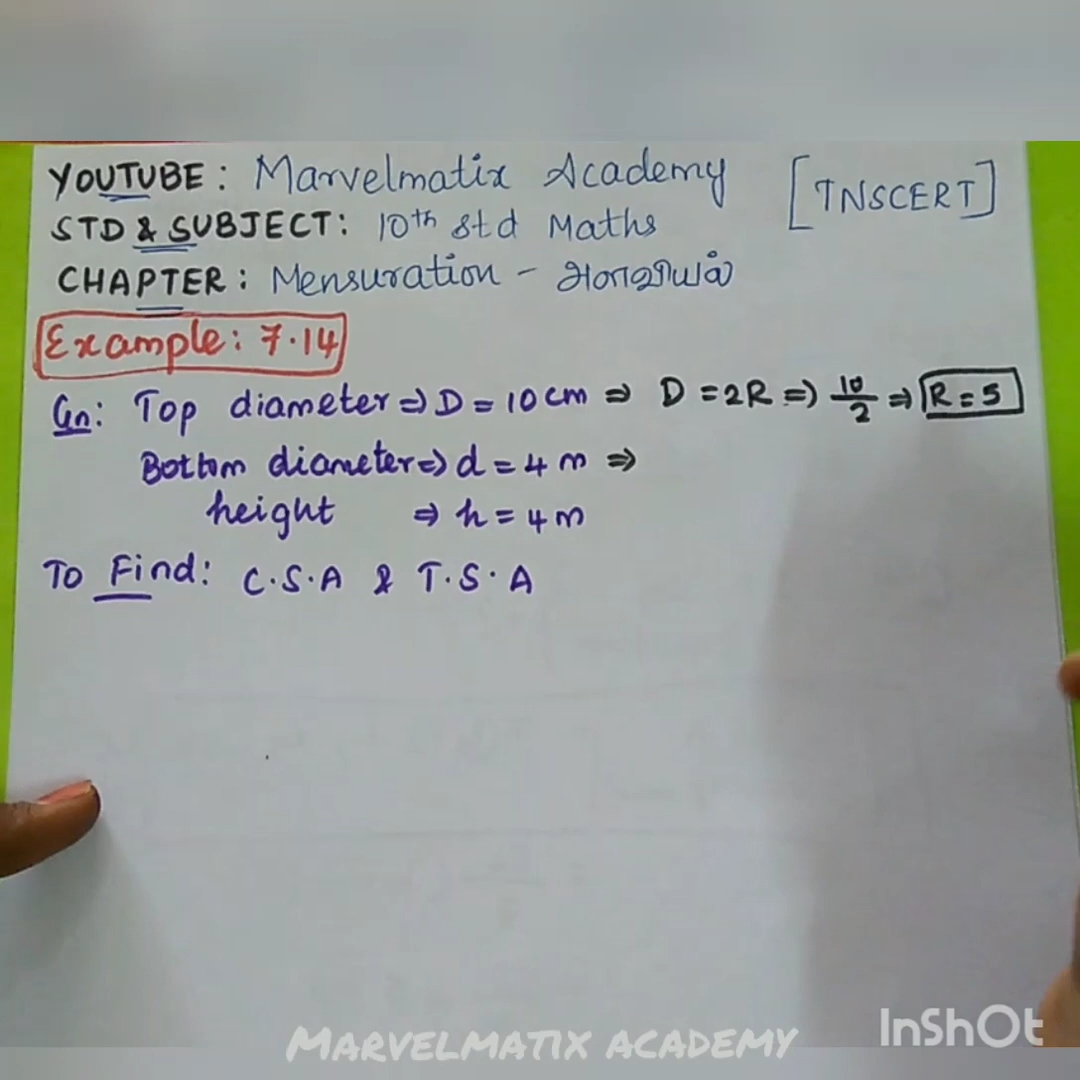 YOUTUBE : Marvelmatix Academy [TNSCERT]
STD & SUBJECT: 10th Std Maths
CHAPTER : Mensuration - அளவியல்
Example: 7.14
Gn: Top diameter ⇒ D = 10 cm ⇒ D = 2R ⇒ 10/2 ⇒ R = 5
Bottom diameter ⇒ d = 4 m ⇒
height ⇒ h = 4 m
To Find: C.S.A & T.S.A
InShOt
MARVELMATIX ACADEMY